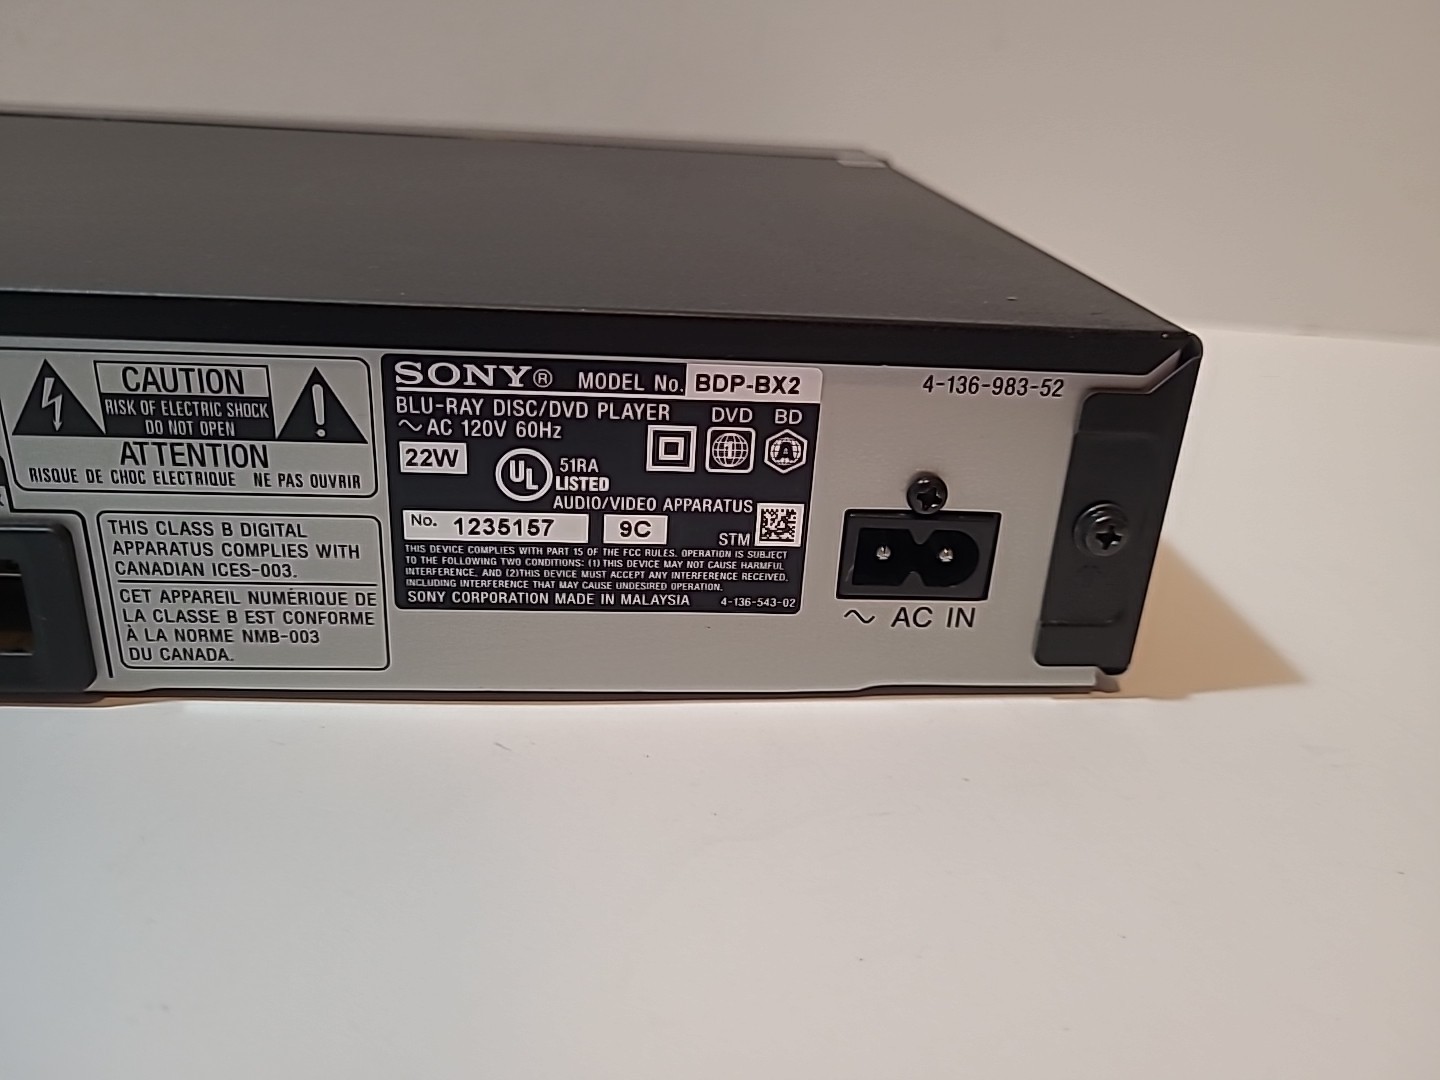 CAUTION
RISK OF ELECTRIC SHOCK
DO NOT OPEN
ATTENTION
RISQUE DE CHOC ELECTRIQUE NE PAS OUVRIR
THIS CLASS B DIGITAL
APPARATUS COMPLIES WITH
CANADIAN ICES-003.
CET APPAREIL NUMÉRIQUE DE
LA CLASSE B EST CONFORME
À LA NORME NMB-003
DU CANADA.
SONY® MODEL No. BDP-BX2
BLU-RAY DISC/DVD PLAYER DVD BD
~ AC 120V 60Hz
1 A
22W
UL 51RA
LISTED
AUDIO/VIDEO APPARATUS
No. 1235157 9C STM
THIS DEVICE COMPLIES WITH PART 15 OF THE FCC RULES. OPERATION IS SUBJECT
TO THE FOLLOWING TWO CONDITIONS: (1) THIS DEVICE MAY NOT CAUSE HARMFUL
INTERFERENCE, AND (2)THIS DEVICE MUST ACCEPT ANY INTERFERENCE RECEIVED,
INCLUDING INTERFERENCE THAT MAY CAUSE UNDESIRED OPERATION.
SONY CORPORATION MADE IN MALAYSIA 4-136-543-02
4-136-983-52
~ AC IN